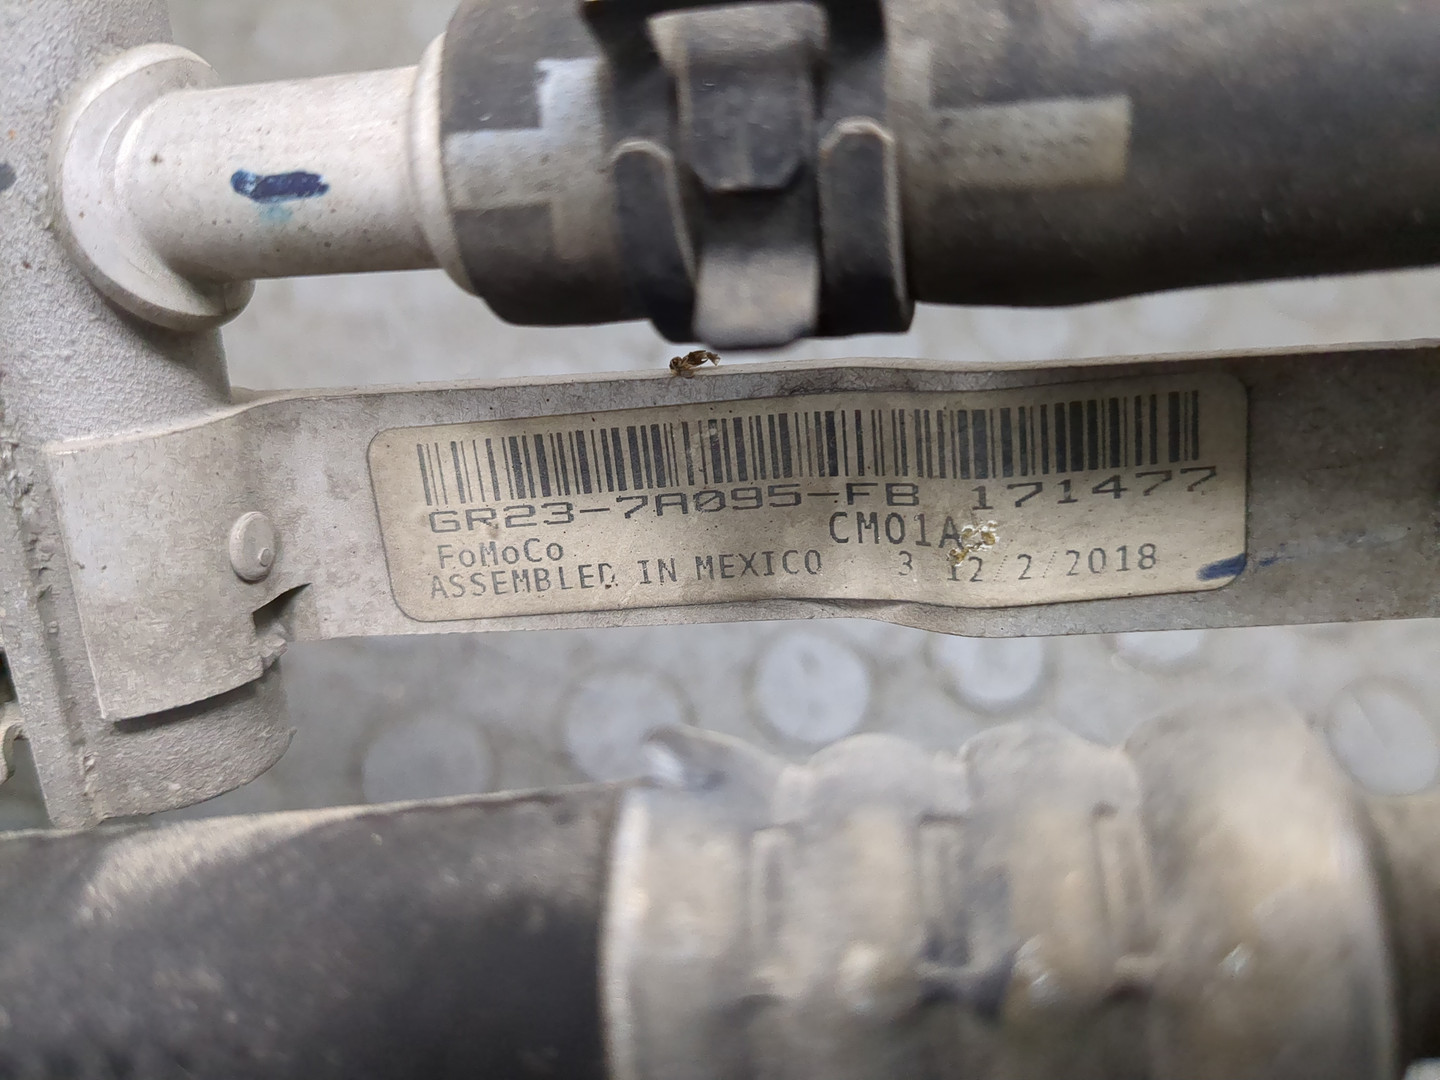 GR23-7A095-FB 171477
CM01A
FoMoCo
ASSEMBLED IN MEXICO 3 12/2/2018